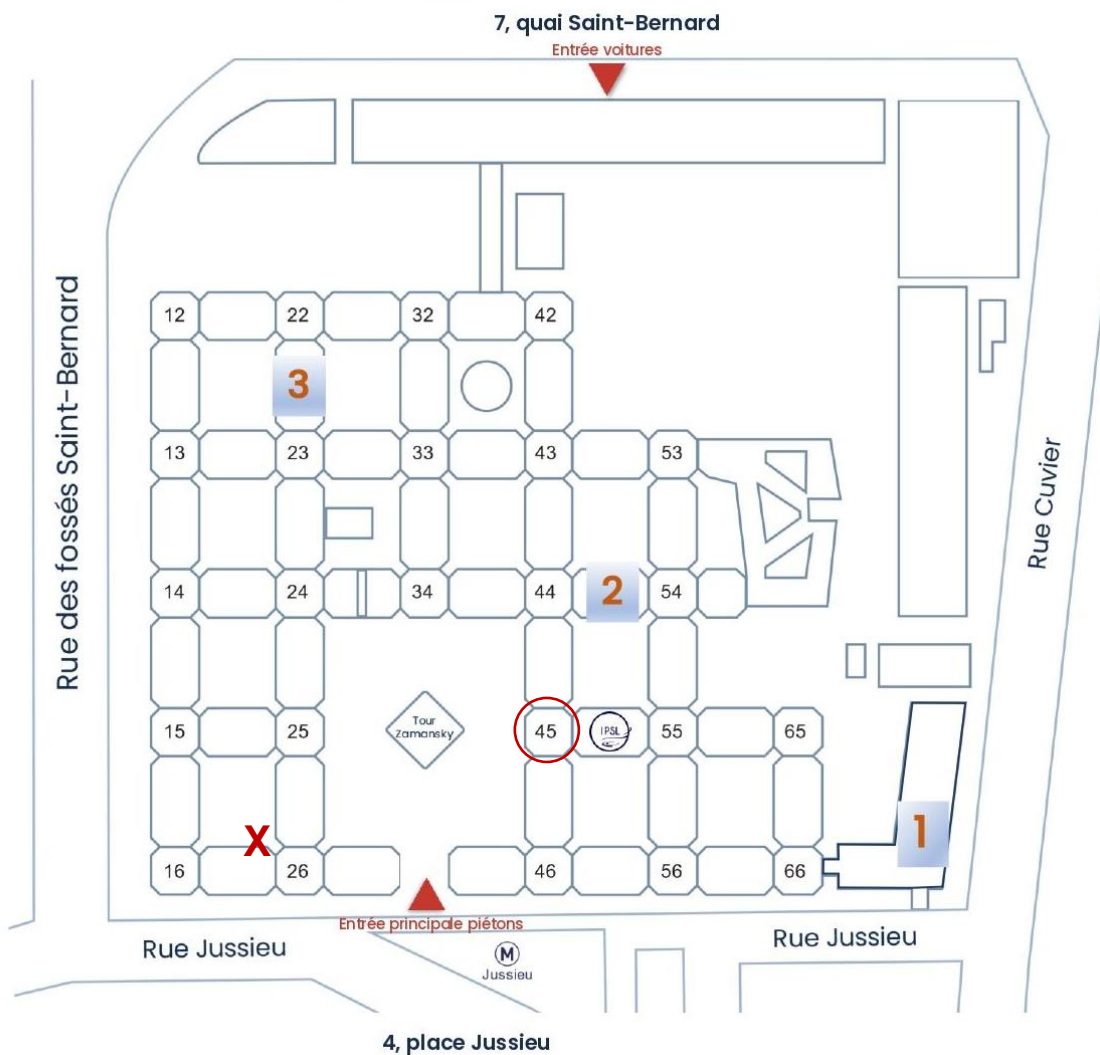 7, quai Saint-Bernard
Entrée voitures
Rue des fossés Saint-Bernard
12 22 32 42
3
13 23 33 43 53
Rue Cuvier
14 24 34 44 2 54
15 25 Tour 45 IPSL 55 65
Zamansky
1
X
16 26 46 56 66
Entrée principale piétons
Rue Jussieu
Rue Jussieu
M
Jussieu
4, place Jussieu